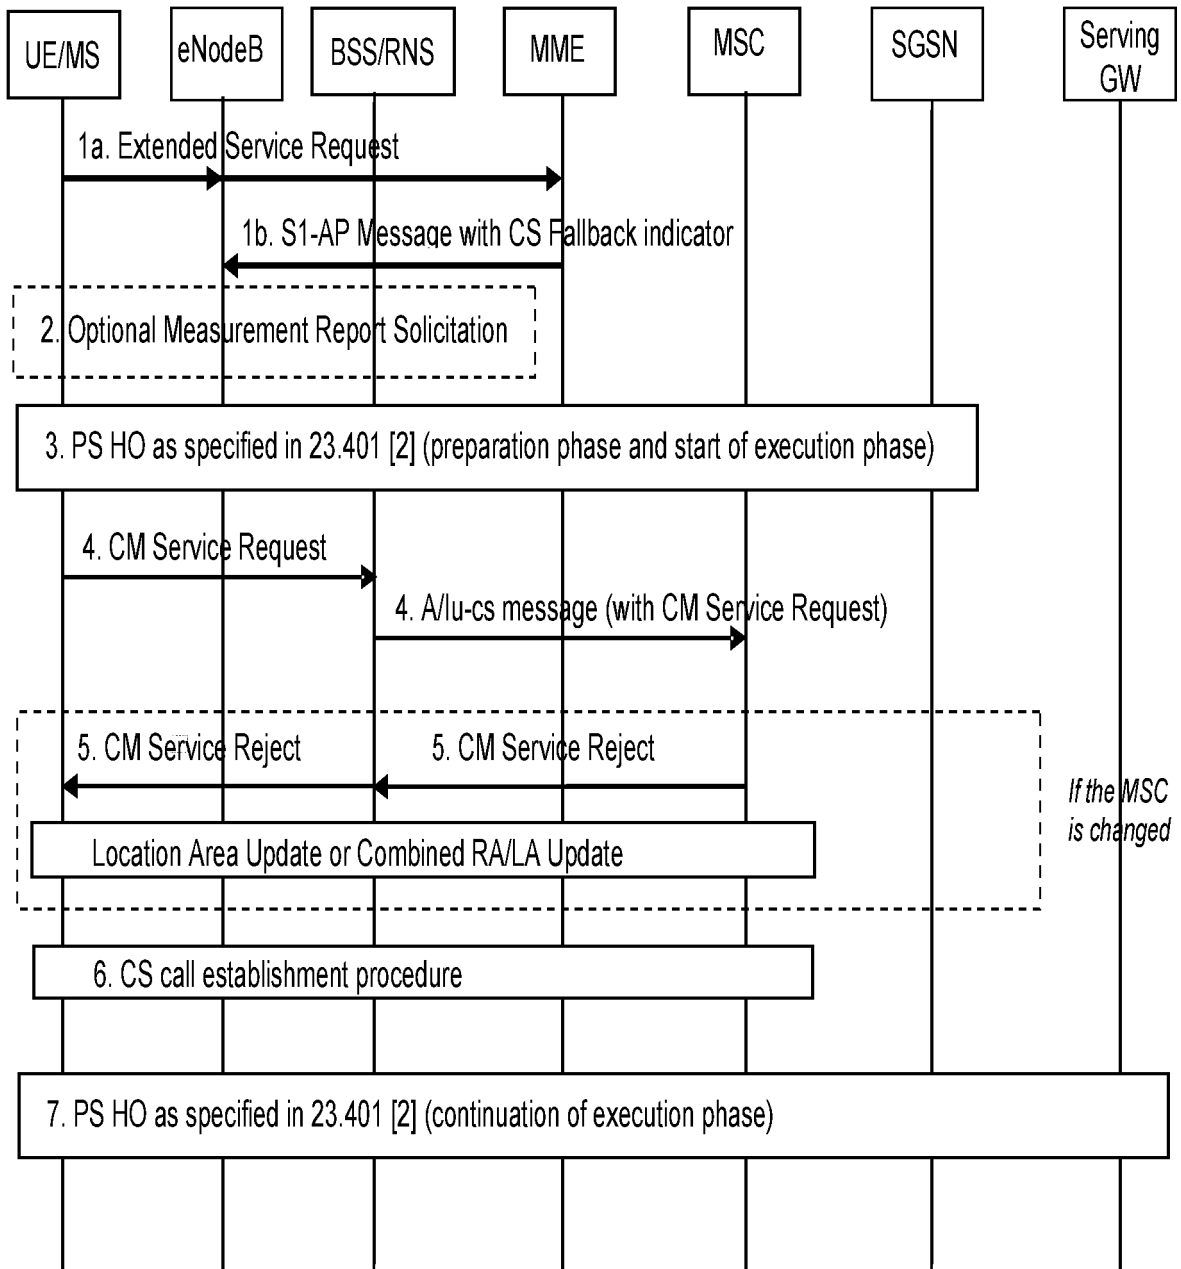 UE/MS
eNodeB
BSS/RNS
MME
MSC
SGSN
Serving
GW
1a. Extended Service Request
1b. S1-AP Message with CS Fallback indicator
2. Optional Measurement Report Solicitation
3. PS HO as specified in 23.401 [2] (preparation phase and start of execution phase)
4. CM Service Request
4. A/Iu-cs message (with CM Service Request)
5. CM Service Reject
5. CM Service Reject
If the MSC
is changed
Location Area Update or Combined RA/LA Update
6. CS call establishment procedure
7. PS HO as specified in 23.401 [2] (continuation of execution phase)